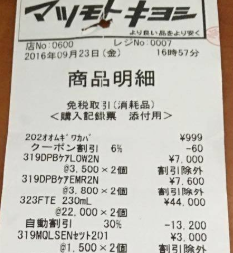 マツモトキヨシ
より良い品をより安く
店No:0600 レジNo:0007
2016年09月23日(金) 16時57分
商品明細
免税取引(消耗品)
<購入記録票 添付用>
202オオムギワカバ ¥999
クーポン割引 6% -60
319DPBケアLOW2N ¥7,000
@3,500×2個 割引除外
319DPBケアEMR2N ¥7,600
@3,800×2個 割引除外
323FTE 230mL ¥44,000
@22,000×2個
自動割引 30% -13,200
319MQLSENセット201 ¥3,000
@1,500×2個 割引除外